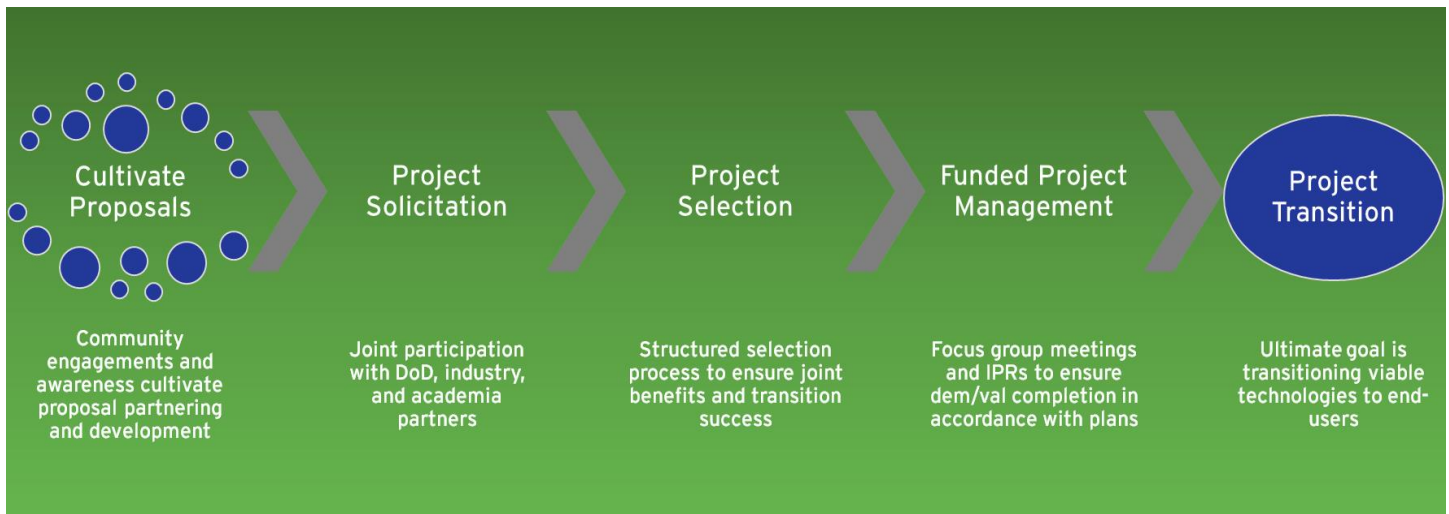 Cultivate
Proposals
Project
Solicitation
Project
Selection
Funded Project
Management
Project
Transition
Community
engagements and
awareness cultivate
proposal partnering
and development
Joint participation
with DoD, industry,
and academia
partners
Structured selection
process to ensure joint
benefits and transition
success
Focus group meetings
and IPRs to ensure
dem/val completion in
accordance with plans
Ultimate goal is
transitioning viable
technologies to end-
users